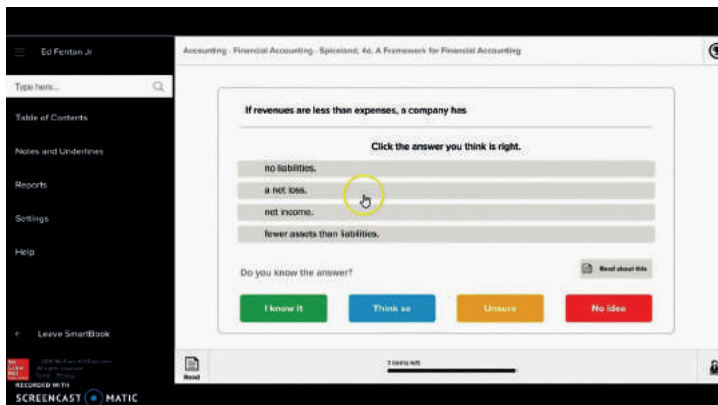 Ed Fenton Jr
Accounting - Financial Accounting - Spiceland, 4e, A Framework for Financial Accounting
Type here...
Table of Contents
Notes and Underlines
Reports
Settings
Help
Leave SmartBook
RECORDED WITH
SCREENCAST MATIC
If revenues are less than expenses, a company has
Click the answer you think is right.
no liabilities.
a net loss.
net income.
fewer assets than liabilities.
Do you know the answer?
Read about this
I know it
Think so
Unsure
No idea
Read
items left